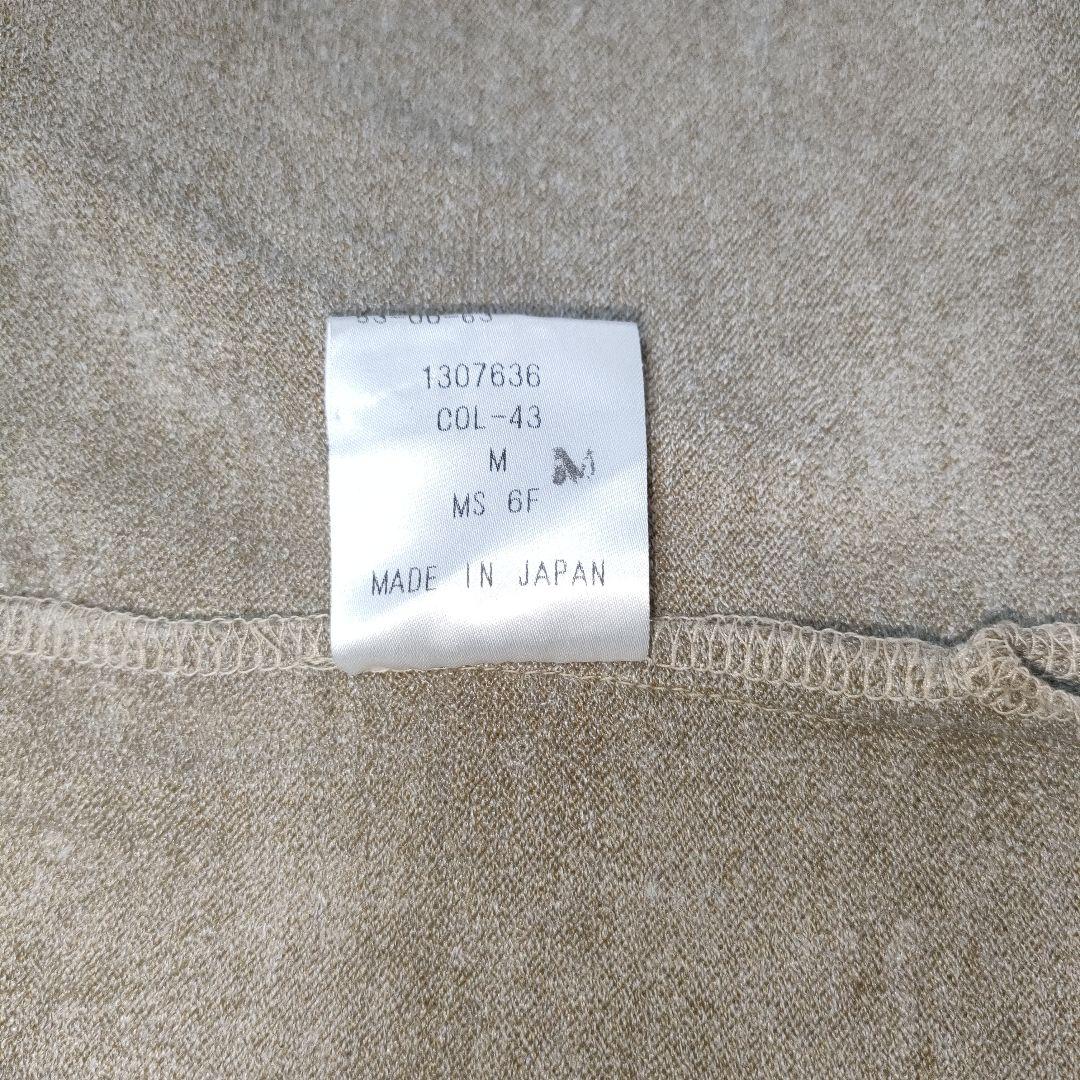 1307636
COL-43
M M
MS 6F
MADE IN JAPAN